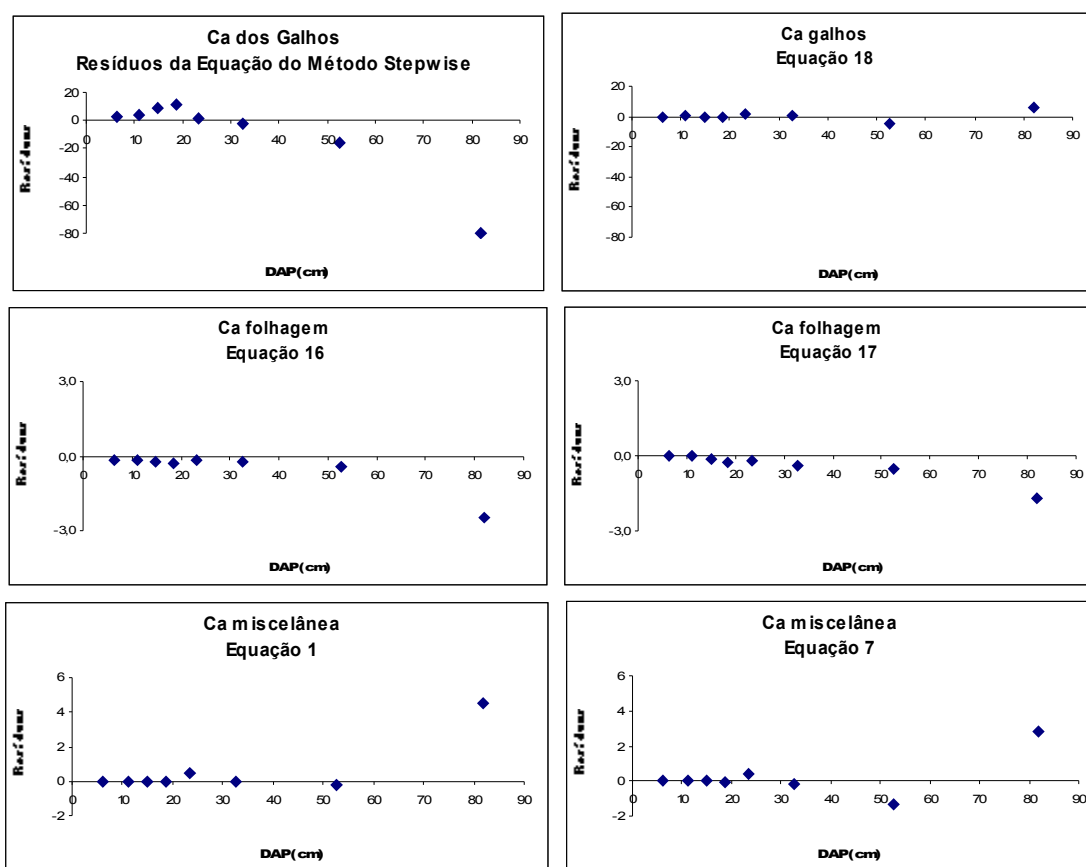 Ca dos Galhos
Resíduos da Equação do Método Stepwise
20
0
-20
-40
-60
-80
0 10 20 30 40 50 60 70 80 90
Resíduos
DAP(cm)
Ca galhos
Equação 18
20
0
-20
-40
-60
-80
0 10 20 30 40 50 60 70 80 90
Resíduos
DAP(cm)
Ca folhagem
Equação 16
3,0
0,0
-3,0
0 10 20 30 40 50 60 70 80 90
Resíduos
DAP(cm)
Ca folhagem
Equação 17
3,0
0,0
-3,0
0 10 20 30 40 50 60 70 80 90
Resíduos
DAP(cm)
Ca miscelânea
Equação 1
6
4
2
0
-2
0 10 20 30 40 50 60 70 80 90
Resíduos
DAP(cm)
Ca miscelânea
Equação 7
6
4
2
0
-2
0 10 20 30 40 50 60 70 80 90
Resíduos
DAP(cm)